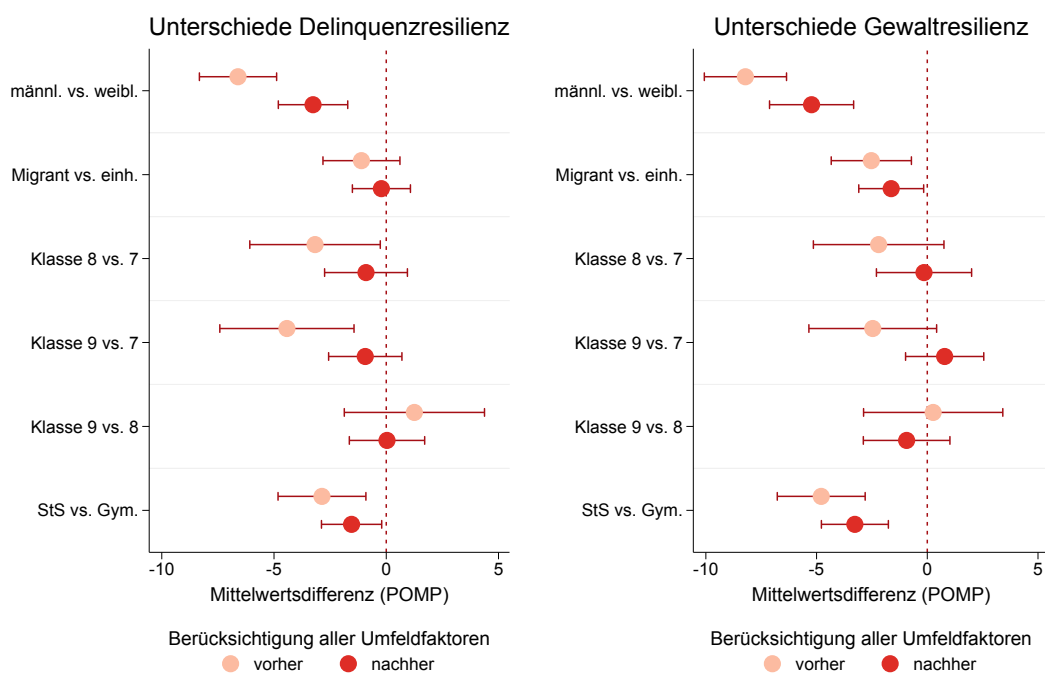 Unterschiede Delinquenzresilienz
männl. vs. weibl.
Migrant vs. einh.
Klasse 8 vs. 7
Klasse 9 vs. 7
Klasse 9 vs. 8
StS vs. Gym.
-10 -5 0 5
Mittelwertsdifferenz (POMP)
Berücksichtigung aller Umfeldfaktoren
vorher nachher
Unterschiede Gewaltresilienz
männl. vs. weibl.
Migrant vs. einh.
Klasse 8 vs. 7
Klasse 9 vs. 7
Klasse 9 vs. 8
StS vs. Gym.
-10 -5 0 5
Mittelwertsdifferenz (POMP)
Berücksichtigung aller Umfeldfaktoren
vorher nachher